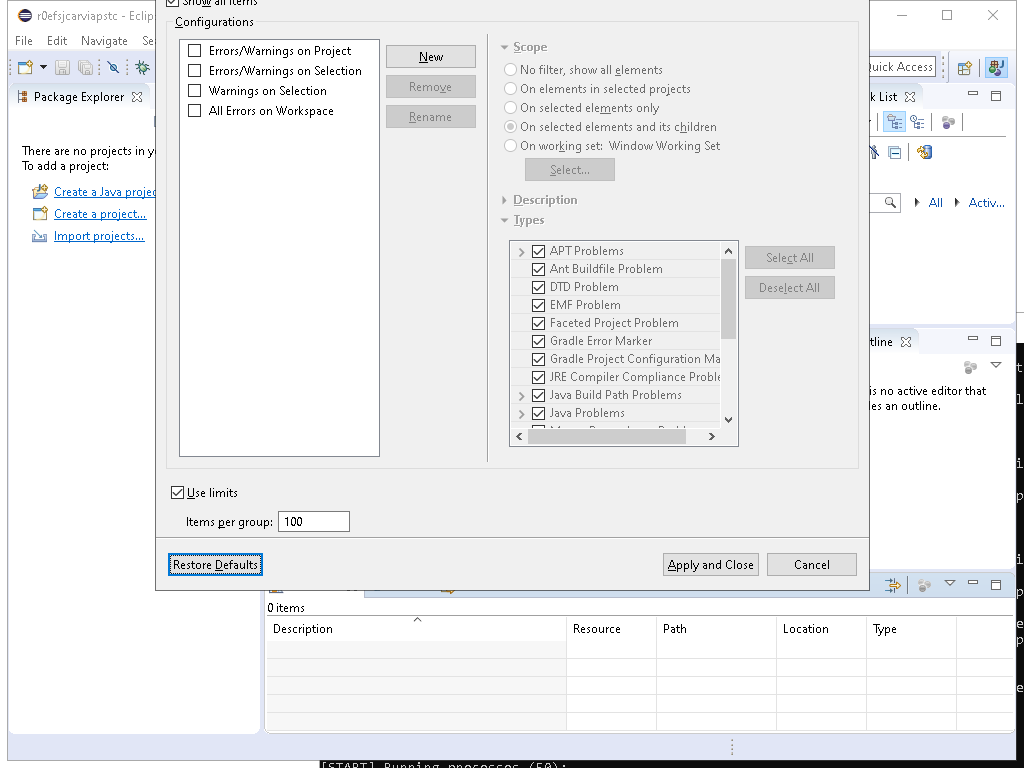 r0efsjcarviapstc - Eclip
Show all items
Configurations
File Edit Navigate Se
Errors/Warnings on Project
Errors/Warnings on Selection
Warnings on Selection
All Errors on Workspace
New
Remove
Rename
Scope
No filter, show all elements
On elements in selected projects
On selected elements only
On selected elements and its children
On working set: Window Working Set
Select...
Description
Types
APT Problems
Ant Buildfile Problem
DTD Problem
EMF Problem
Faceted Project Problem
Gradle Error Marker
Gradle Project Configuration Ma
JRE Compiler Compliance Proble
Java Build Path Problems
Java Problems
Select All
Deselect All
Quick Access
Package Explorer
There are no projects in y
To add a project:
Create a Java projec
Create a project...
Import projects...
k List
All
Activ...
tline
is no active editor that
les an outline.
Use limits
Items per group: 100
Restore Defaults
Apply and Close
Cancel
0 items
Description Resource Path Location Type
[START] Running processes (50):